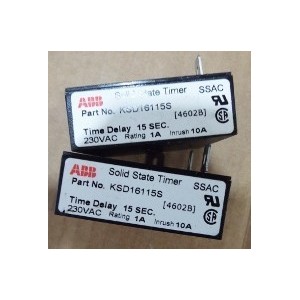 ABB Solid State Timer SSAC
Part No. KSD16115S [4602B]
Time Delay 15 SEC.
230VAC Rating 1A Inrush 10A
ABB Solid State Timer SSAC
Part No. KSD16115S [4602B]
Time Delay 15 SEC.
230VAC Rating 1A Inrush 10A